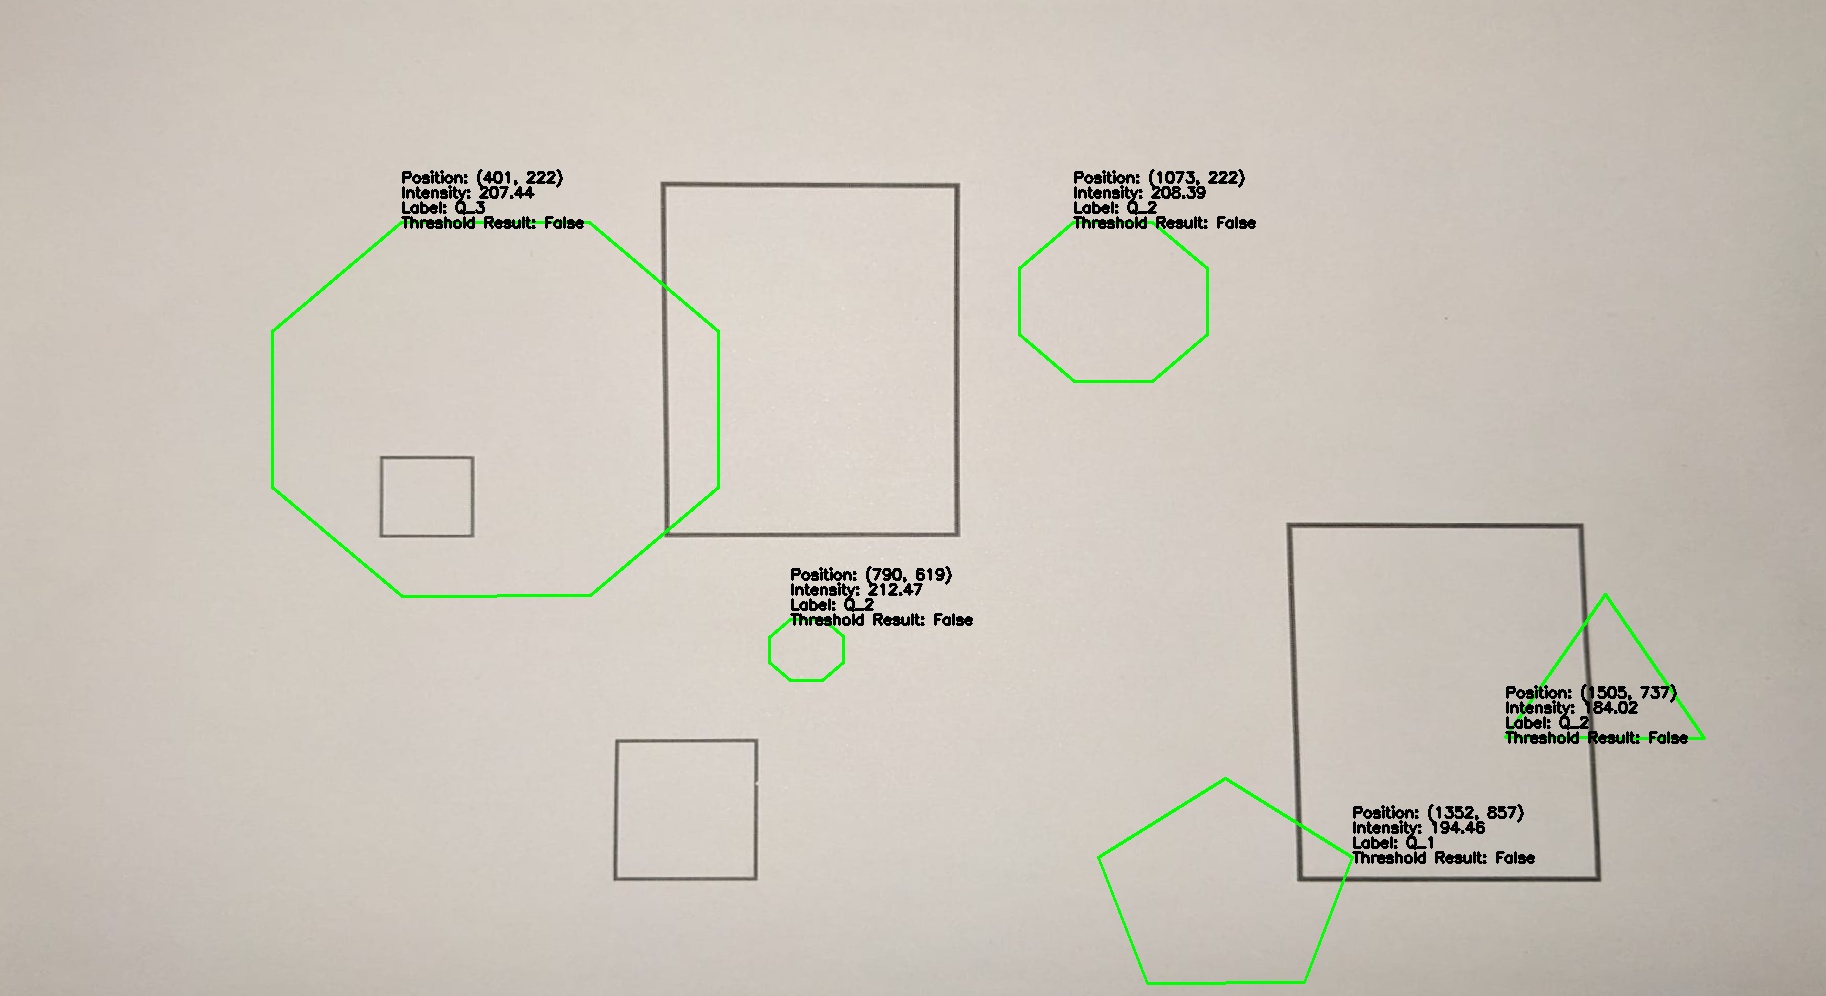 Position: (401, 222)
Intensity: 207.44
Label: Q_3
Threshold Result: False
Position: (1073, 222)
Intensity: 208.39
Label: Q_2
Threshold Result: False
Position: (790, 619)
Intensity: 212.47
Label: Q_2
Threshold Result: False
Position: (1505, 737)
Intensity: 184.02
Label: Q_2
Threshold Result: False
Position: (1352, 857)
Intensity: 194.46
Label: Q_1
Threshold Result: False